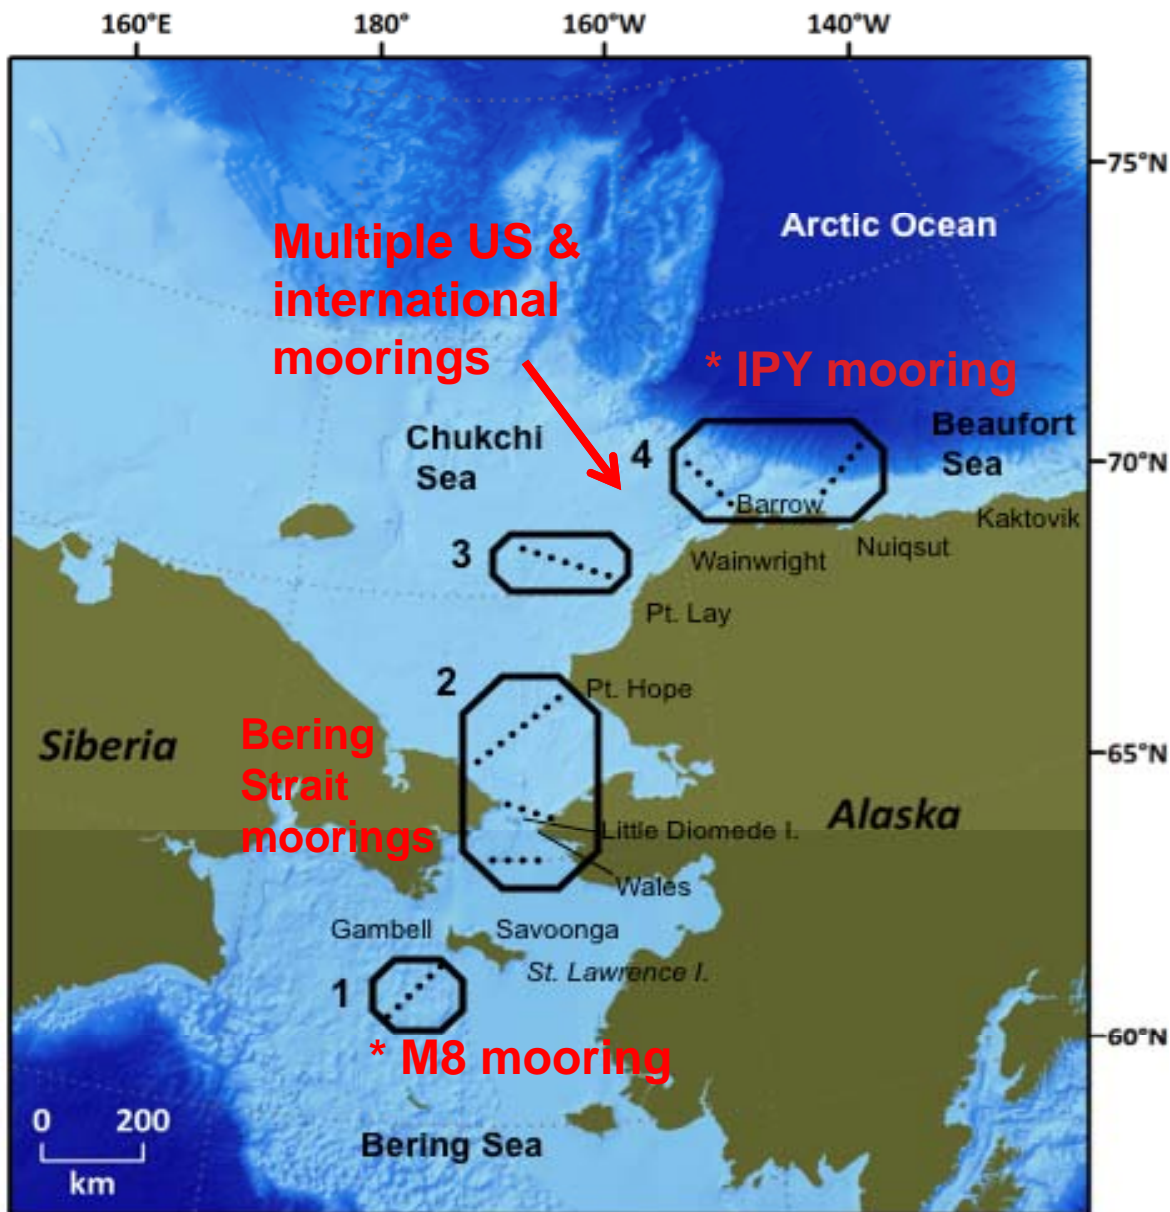 160°E 180° 160°W 140°W
75°N
Arctic Ocean
Multiple US &
international
moorings
* IPY mooring
Chukchi
Sea
4
Beaufort
Sea
70°N
Barrow
Kaktovik
Nuiqsut
3
Wainwright
Pt. Lay
2
Pt. Hope
Siberia
Bering
Strait
moorings
65°N
Alaska
Little Diomede I.
Wales
Gambell
Savoonga
St. Lawrence I.
1
60°N
* M8 mooring
0 200
km
Bering Sea